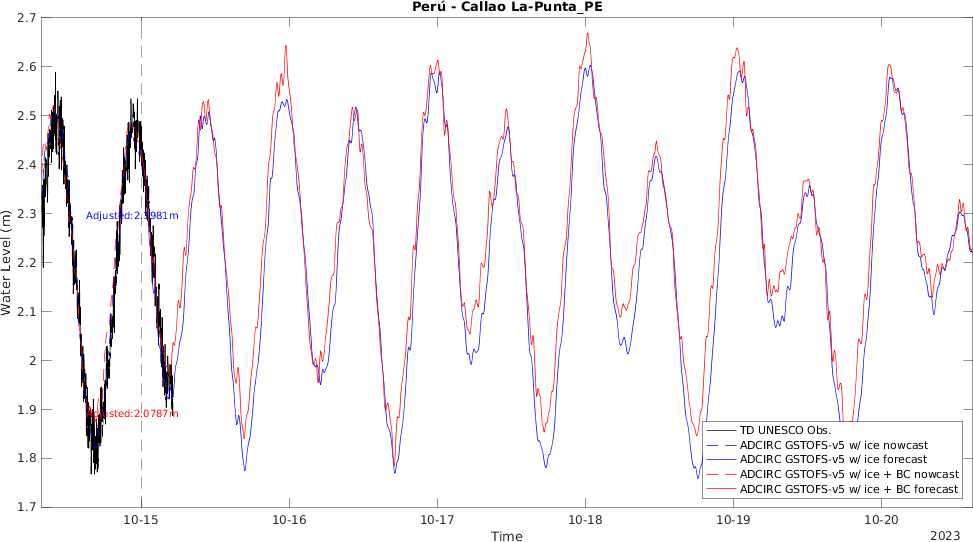 Perú - Callao La-Punta_PE
2.7
2.6
2.5
2.4
2.3
2.2
2.1
2
1.9
1.8
1.7
Water Level (m)
Adjusted:2.1981m
Adjusted:2.0787m
TD UNESCO Obs.
ADCIRC GSTOFS-v5 w/ ice nowcast
ADCIRC GSTOFS-v5 w/ ice forecast
ADCIRC GSTOFS-v5 w/ ice + BC nowcast
ADCIRC GSTOFS-v5 w/ ice + BC forecast
10-15
10-16
10-17
10-18
10-19
10-20
Time
2023